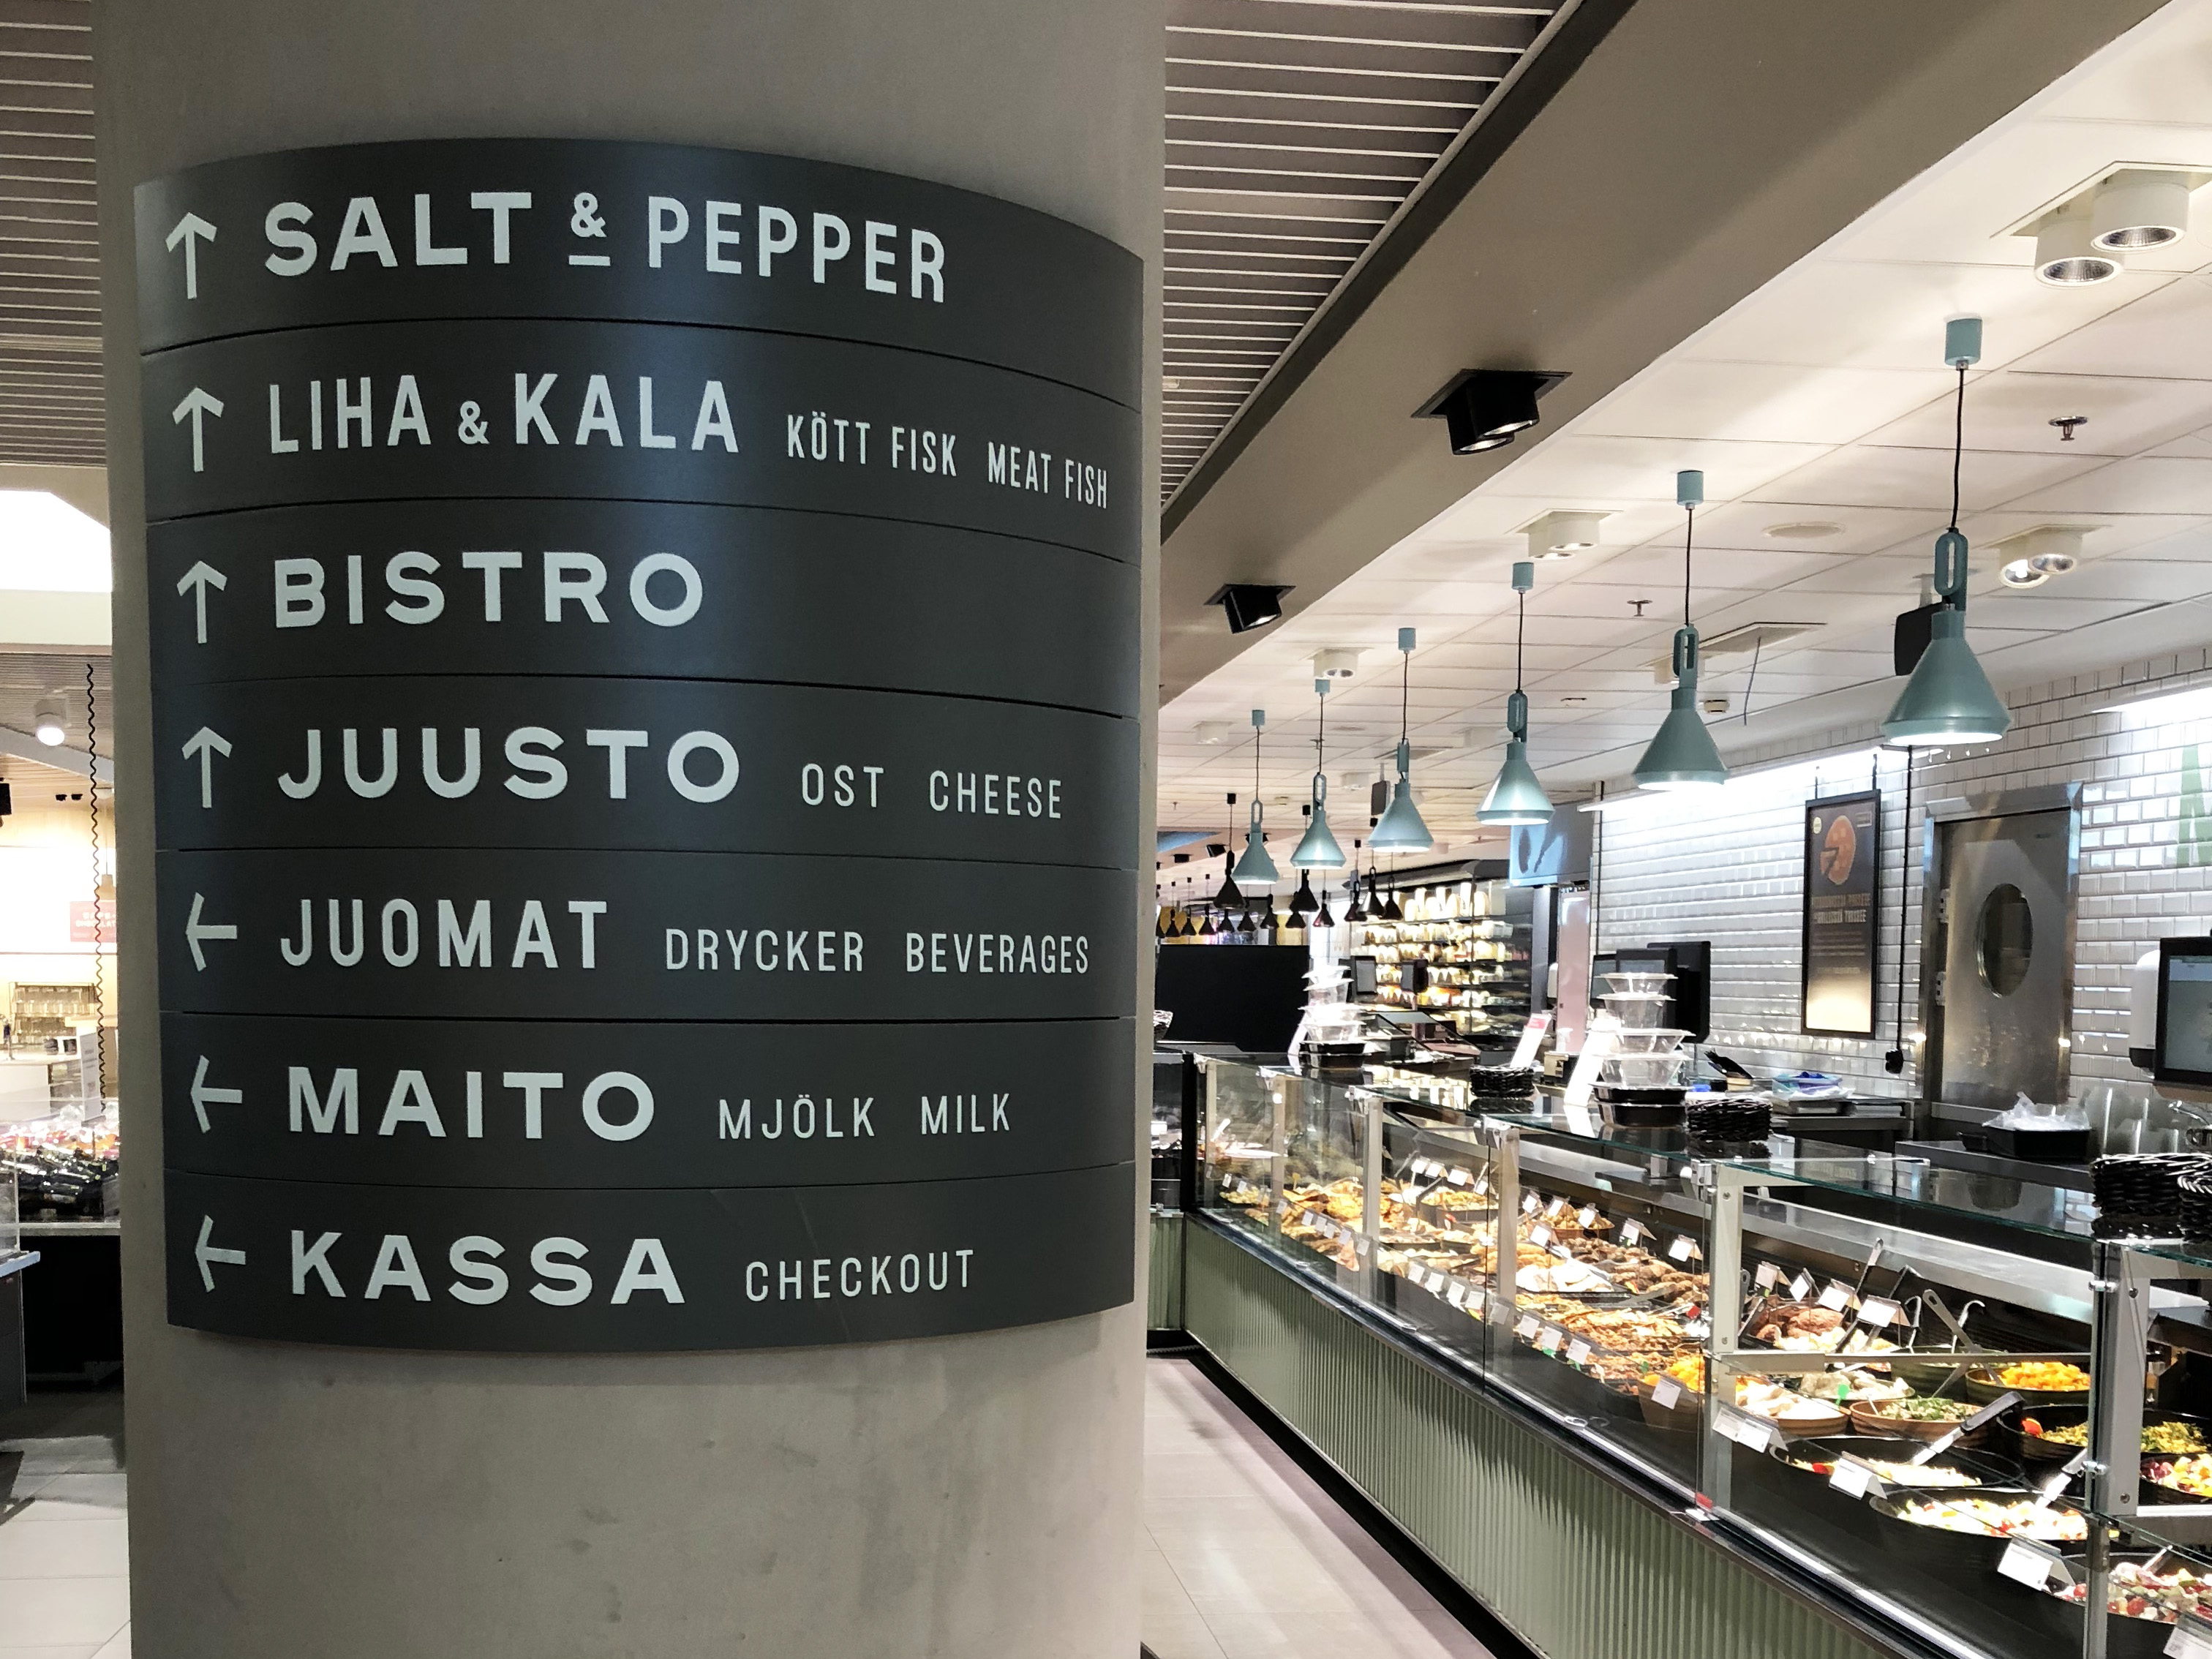 ↑ SALT & PEPPER
↑ LIHA & KALA KÖTT FISK MEAT FISH
↑ BISTRO
↑ JUUSTO OST CHEESE
← JUOMAT DRYCKER BEVERAGES
← MAITO MJÖLK MILK
← KASSA CHECKOUT